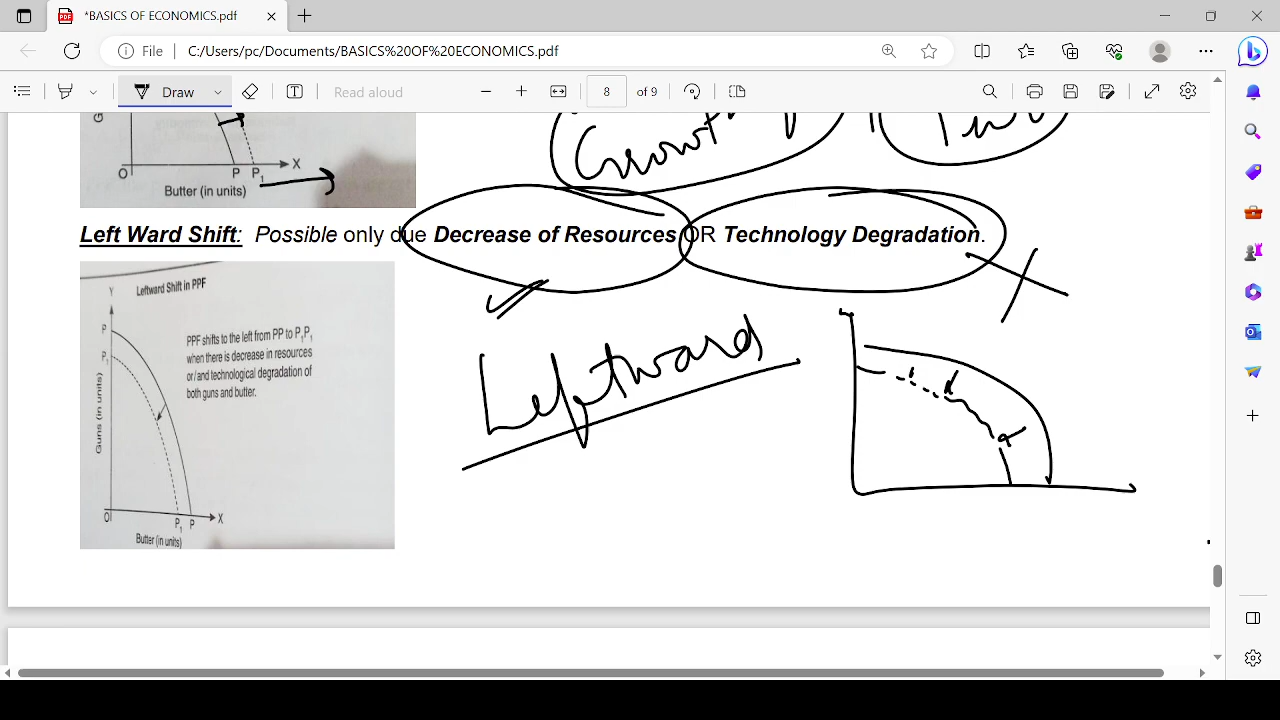 *BASICS OF ECONOMICS.pdf
File C:/Users/pc/Documents/BASICS%20OF%20ECONOMICS.pdf
Draw Read aloud 8 of 9
G
O P P1 X
Butter (in units)
Growth
Left Ward Shift: Possible only due Decrease of Resources OR Technology Degradation.
Leftward Shift in PPF
Y
P
P1
PPF shifts to the left from PP to P1P1
when there is decrease in resources
or/and technological degradation of
both guns and butter.
Guns (in units)
O P1 P X
Butter (in units)
Leftward